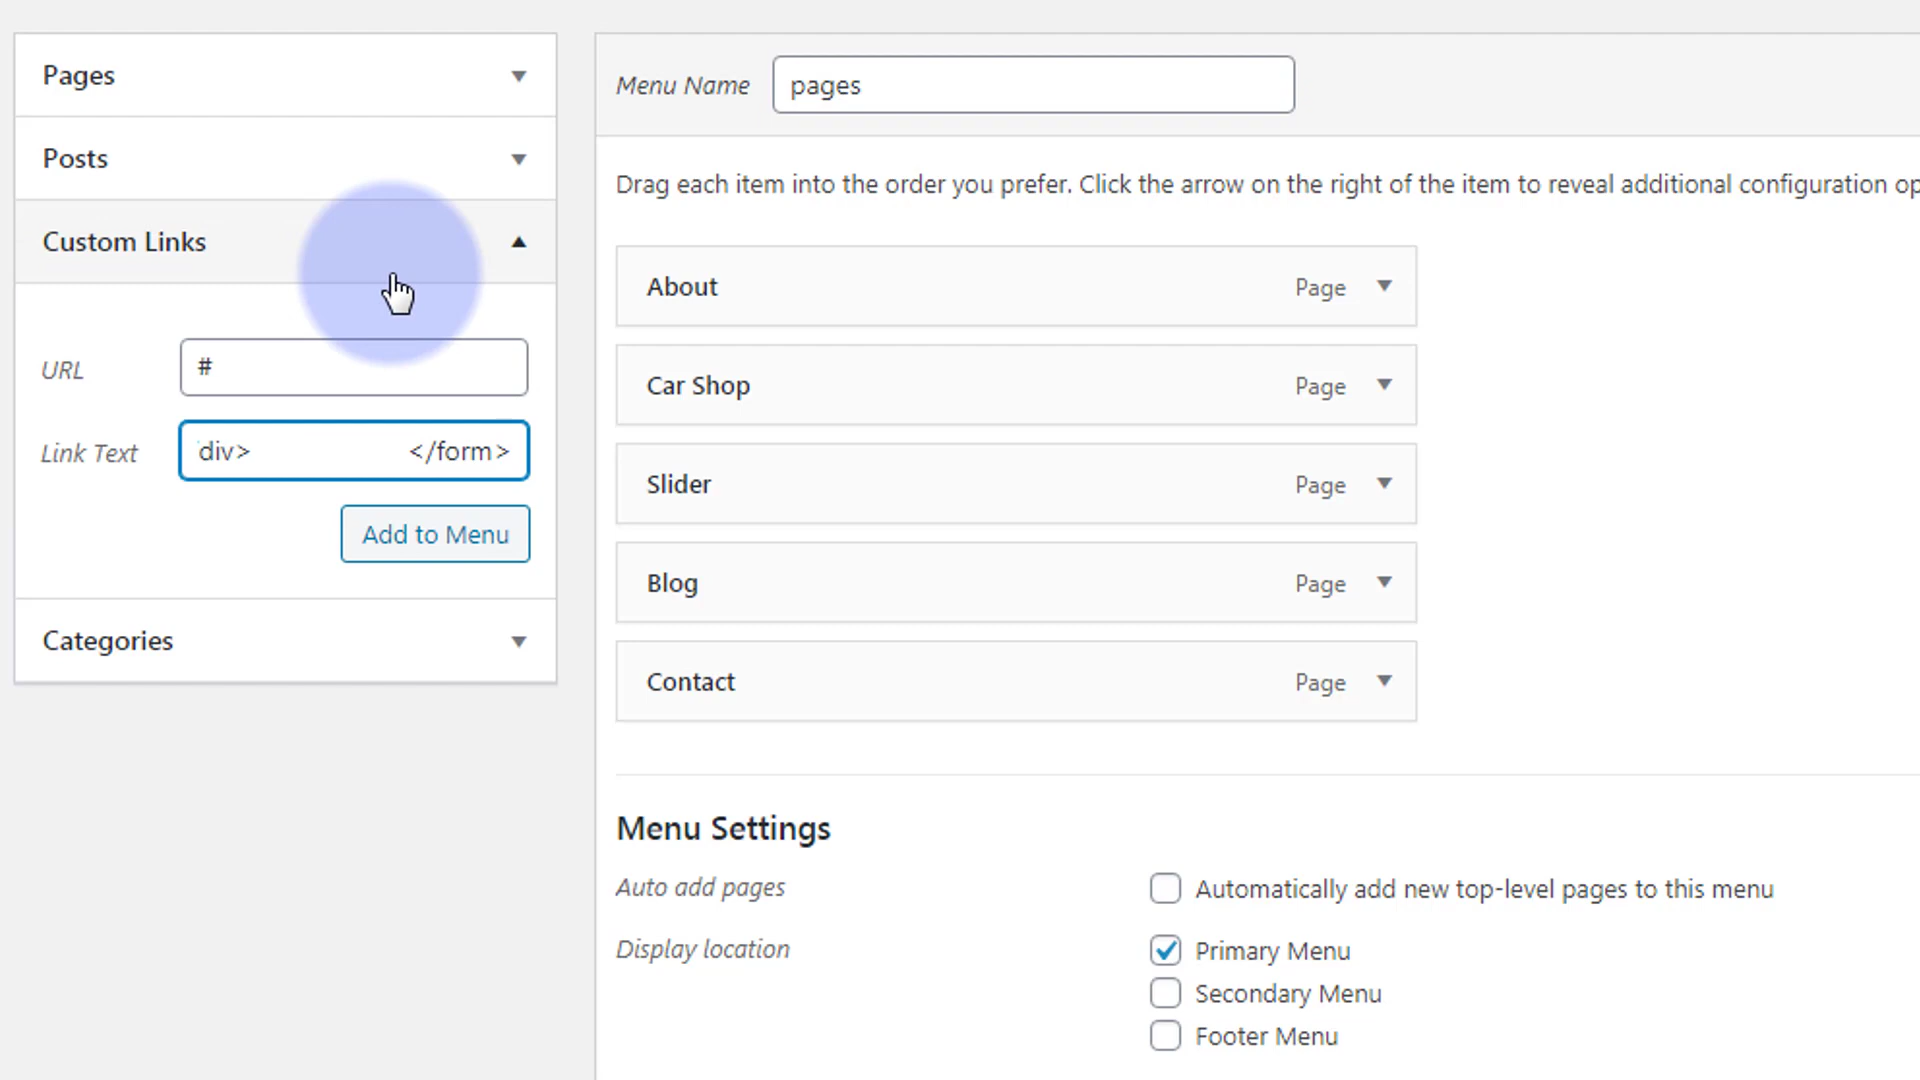 Pages
Posts
Custom Links
URL #
Link Text div> </form>
Add to Menu
Categories
Menu Name pages
Drag each item into the order you prefer. Click the arrow on the right of the item to reveal additional configuration op
About Page
Car Shop Page
Slider Page
Blog Page
Contact Page
Menu Settings
Auto add pages Automatically add new top-level pages to this menu
Display location Primary Menu
Secondary Menu
Footer Menu